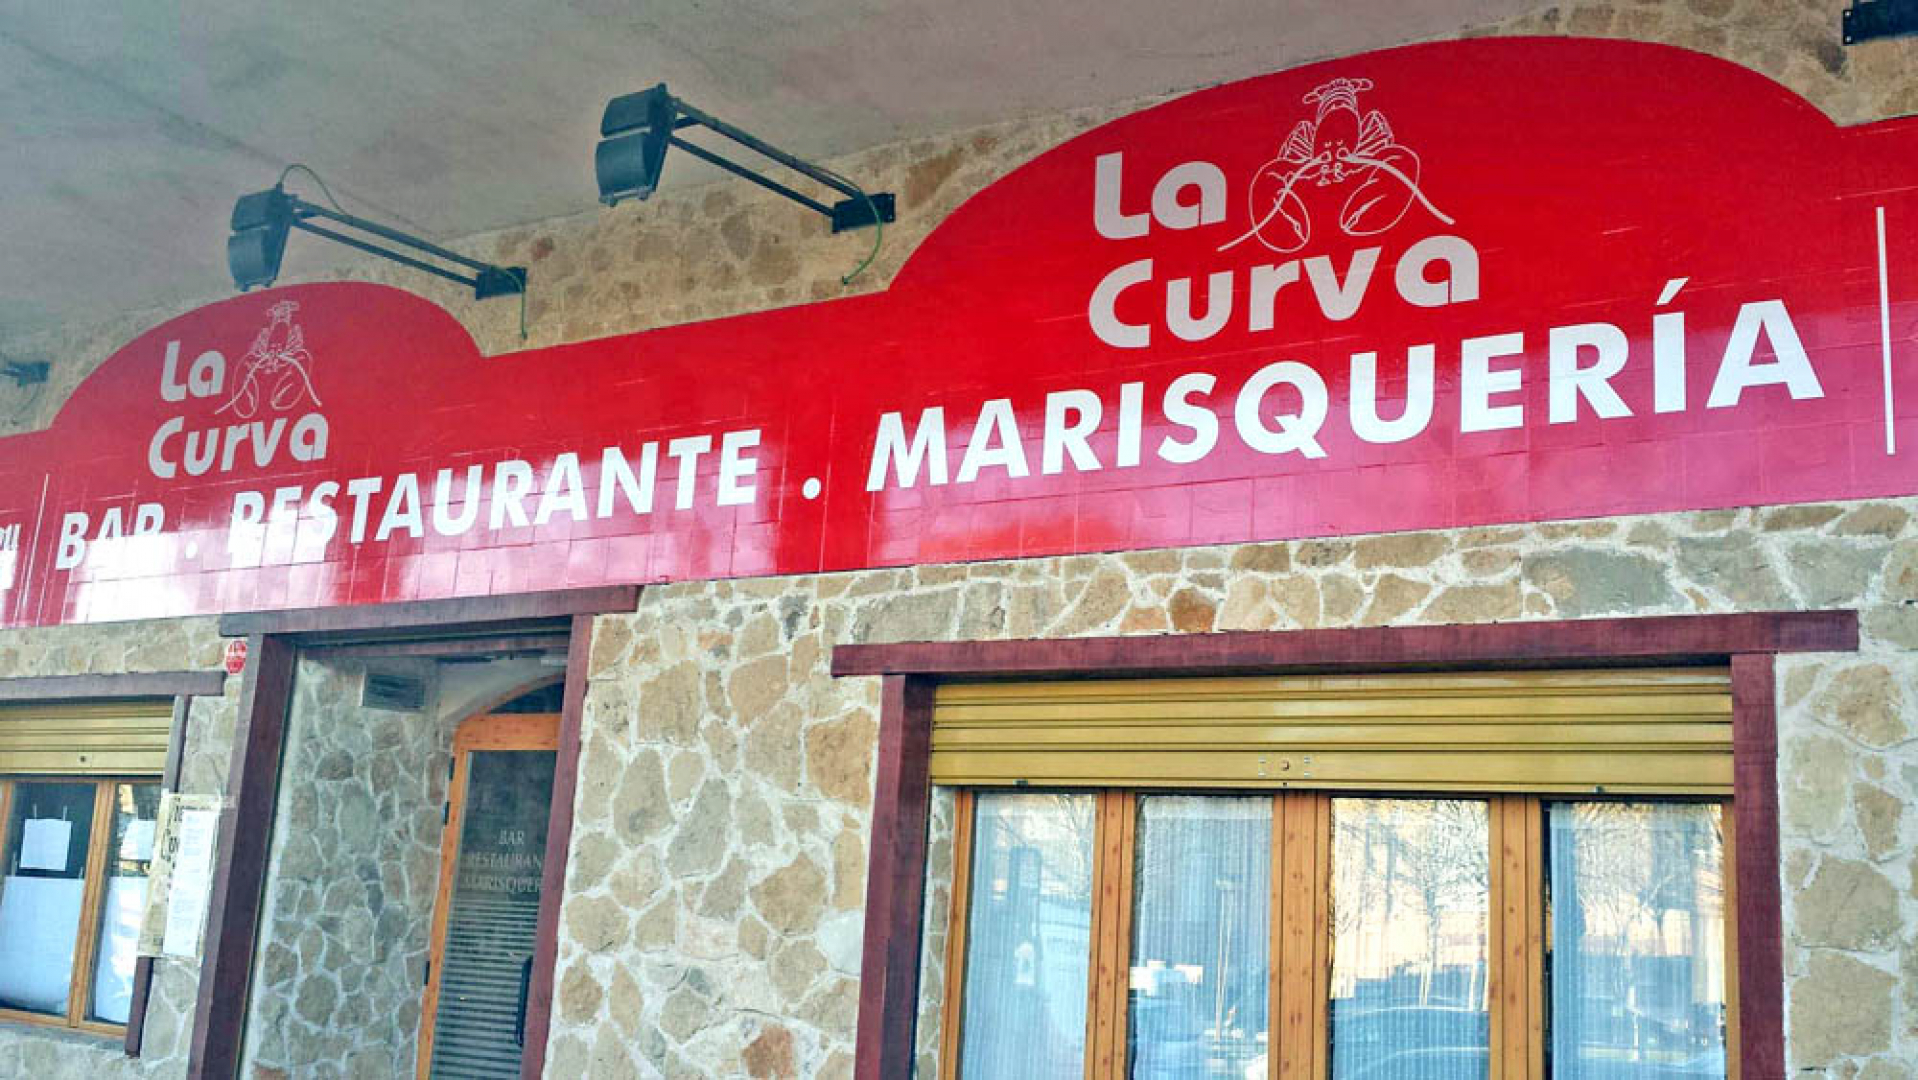 La
Curva
La
Curva
BAR . RESTAURANTE . MARISQUERÍA
BAR
RESTAURAN
MARISQUER